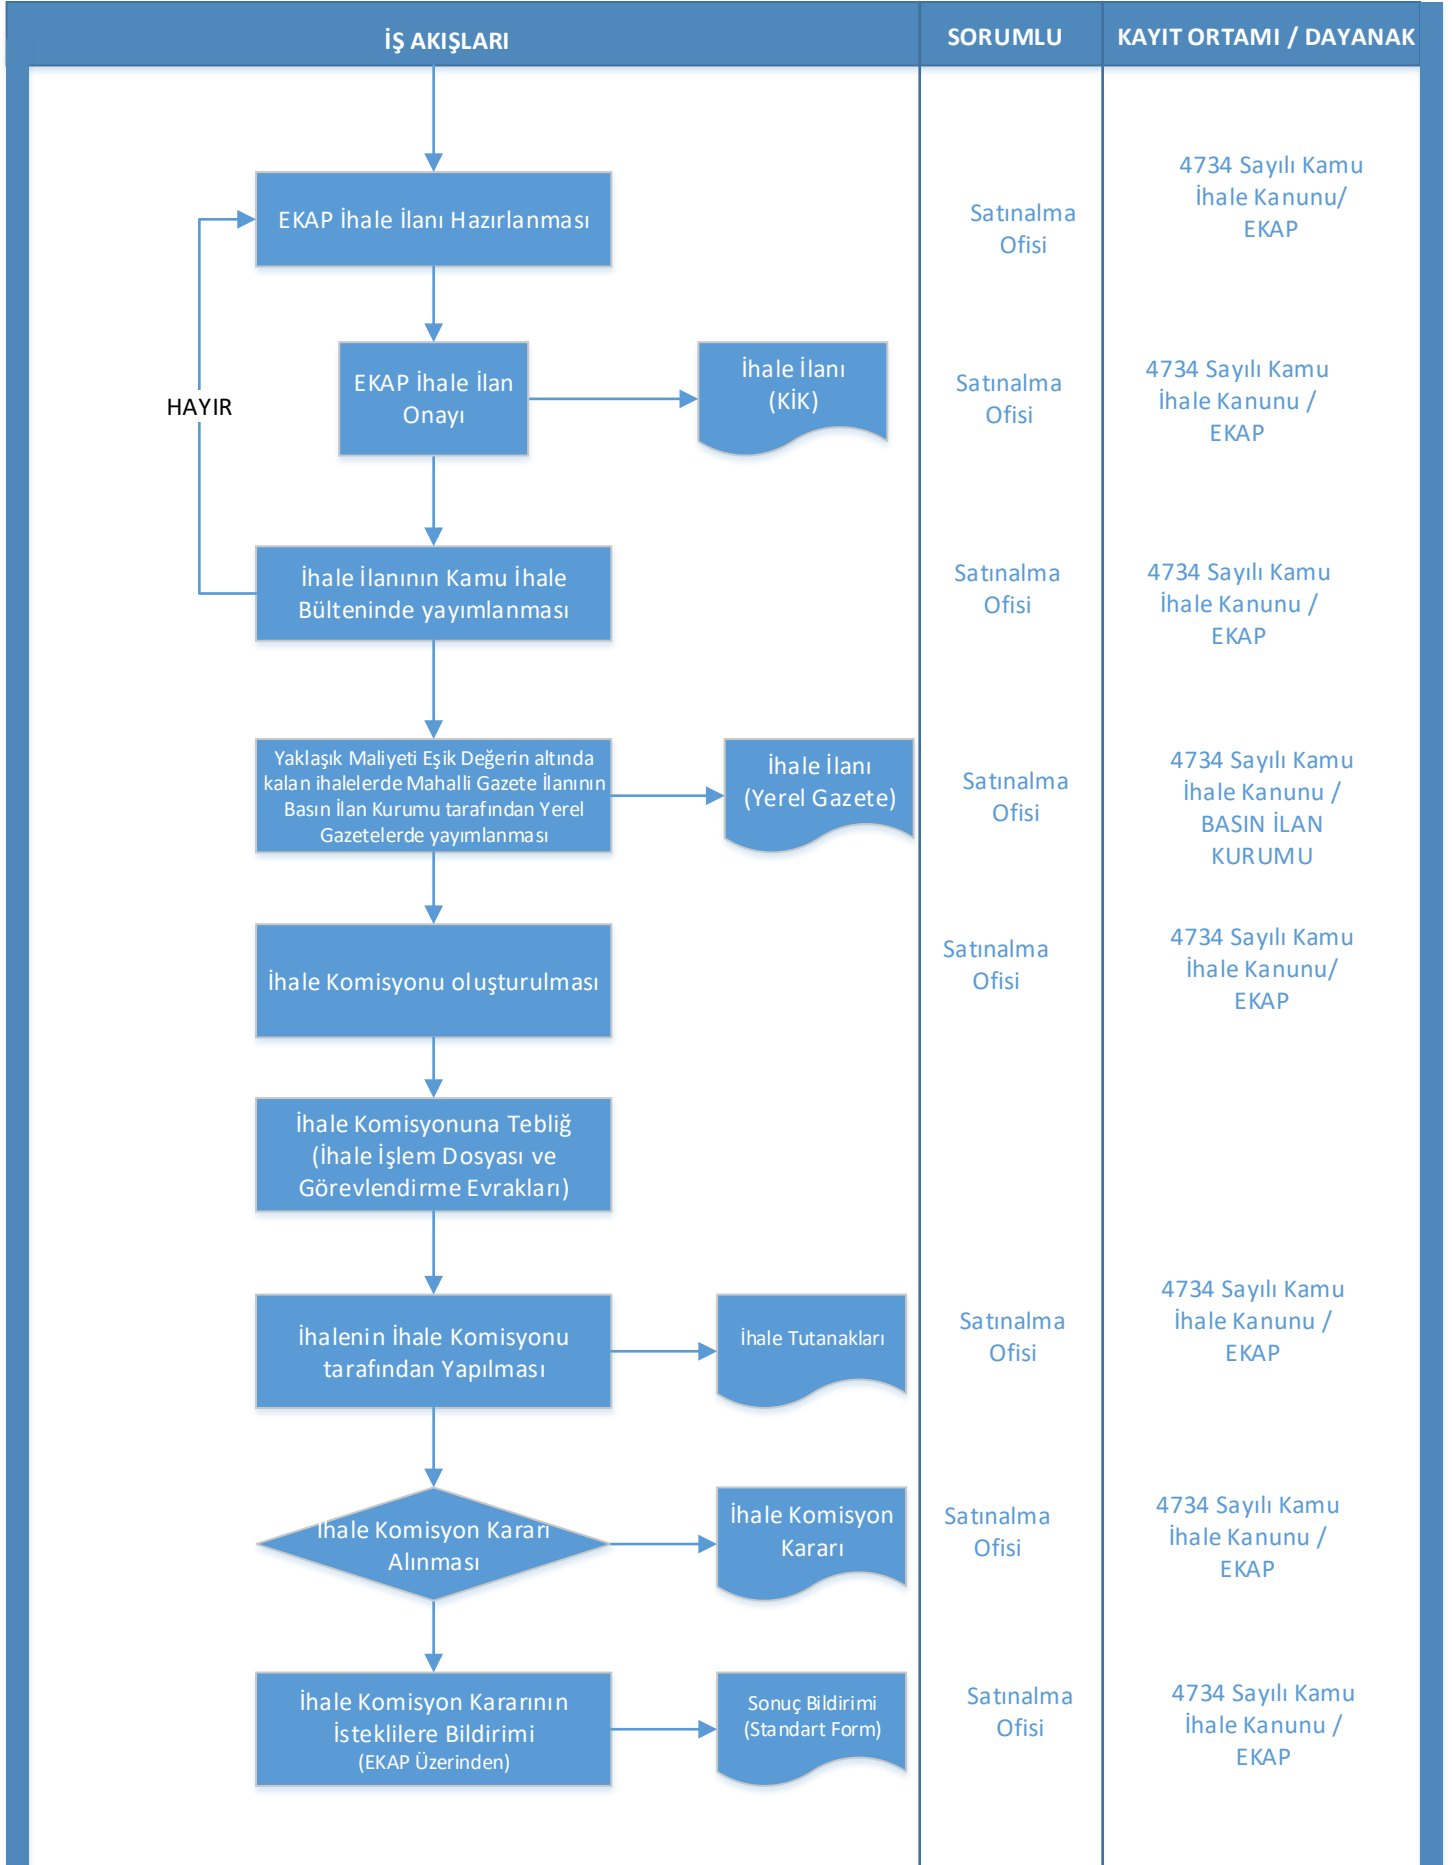 İŞ AKIŞLARI
SORUMLU
KAYIT ORTAMI / DAYANAK
EKAP İhale İlanı Hazırlanması
Satınalma
Ofisi
4734 Sayılı Kamu
İhale Kanunu/
EKAP
HAYIR
EKAP İhale İlan
Onayı
İhale İlanı
(KİK)
Satınalma
Ofisi
4734 Sayılı Kamu
İhale Kanunu /
EKAP
İhale İlanının Kamu İhale
Bülteninde yayımlanması
Satınalma
Ofisi
4734 Sayılı Kamu
İhale Kanunu /
EKAP
Yaklaşık Maliyeti Eşik Değerin altında
kalan ihalelerde Mahalli Gazete İlanının
Basın İlan Kurumu tarafından Yerel
Gazetelerde yayımlanması
İhale İlanı
(Yerel Gazete)
Satınalma
Ofisi
4734 Sayılı Kamu
İhale Kanunu /
BASIN İLAN
KURUMU
İhale Komisyonu oluşturulması
Satınalma
Ofisi
4734 Sayılı Kamu
İhale Kanunu/
EKAP
İhale Komisyonuna Tebliğ
(İhale İşlem Dosyası ve
Görevlendirme Evrakları)
İhalenin İhale Komisyonu
tarafından Yapılması
İhale Tutanakları
Satınalma
Ofisi
4734 Sayılı Kamu
İhale Kanunu /
EKAP
İhale Komisyon Kararı
Alınması
İhale Komisyon
Kararı
Satınalma
Ofisi
4734 Sayılı Kamu
İhale Kanunu /
EKAP
İhale Komisyon Kararının
İsteklilere Bildirimi
(EKAP Üzerinden)
Sonuç Bildirimi
(Standart Form)
Satınalma
Ofisi
4734 Sayılı Kamu
İhale Kanunu /
EKAP